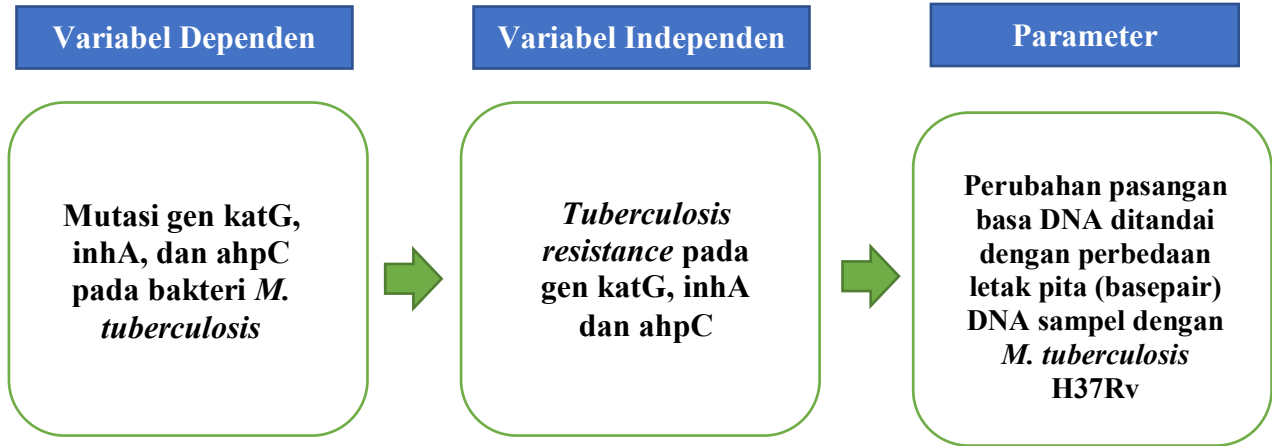 Variabel Dependen
Variabel Independen
Parameter
Mutasi gen katG,
inhA, dan ahpC
pada bakteri M.
tuberculosis
Tuberculosis
resistance pada
gen katG, inhA
dan ahpC
Perubahan pasangan
basa DNA ditandai
dengan perbedaan
letak pita (basepair)
DNA sampel dengan
M. tuberculosis
H37Rv